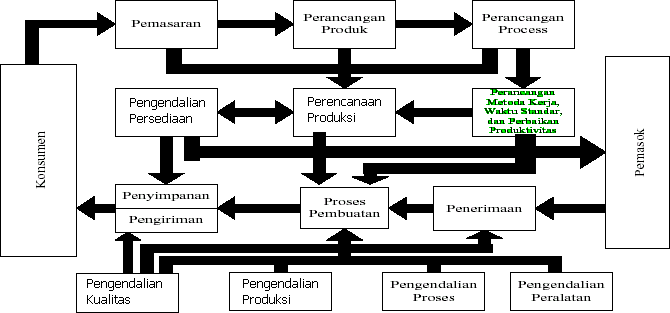 Pemasaran
Perancangan
Produk
Perancangan
Process
Konsumen
Pengendalian
Persediaan
Perencanaan
Produksi
Perancangan
Metoda Kerja,
Waktu Standar,
dan Perbaikan
Produktivitas
Pemasok
Penyimpanan
Pengiriman
Proses
Pembuatan
Penerimaan
Pengendalian
Kualitas
Pengendalian
Produksi
Pengendalian
Proses
Pengendalian
Peralatan